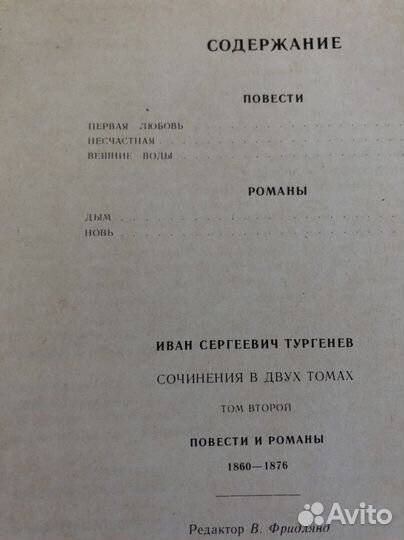 СОДЕРЖАНИЕ
ПОВЕСТИ
ПЕРВАЯ ЛЮБОВЬ . . . . . . . . . . . . . . . . . .
НЕСЧАСТНАЯ . . . . . . . . . . . . . . . . . . . .
ВЕШНИЕ ВОДЫ . . . . . . . . . . . . . . . . . . .
РОМАНЫ
ДЫМ . . . . . . . . . . . . . . . . . . . . . . . .
НОВЬ . . . . . . . . . . . . . . . . . . . . . . .
ИВАН СЕРГЕЕВИЧ ТУРГЕНЕВ
СОЧИНЕНИЯ В ДВУХ ТОМАХ
ТОМ ВТОРОЙ
ПОВЕСТИ И РОМАНЫ
1860—1876
Редактор В. Фридлянд
Avito